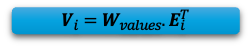 V_i = W_values. E_i^T